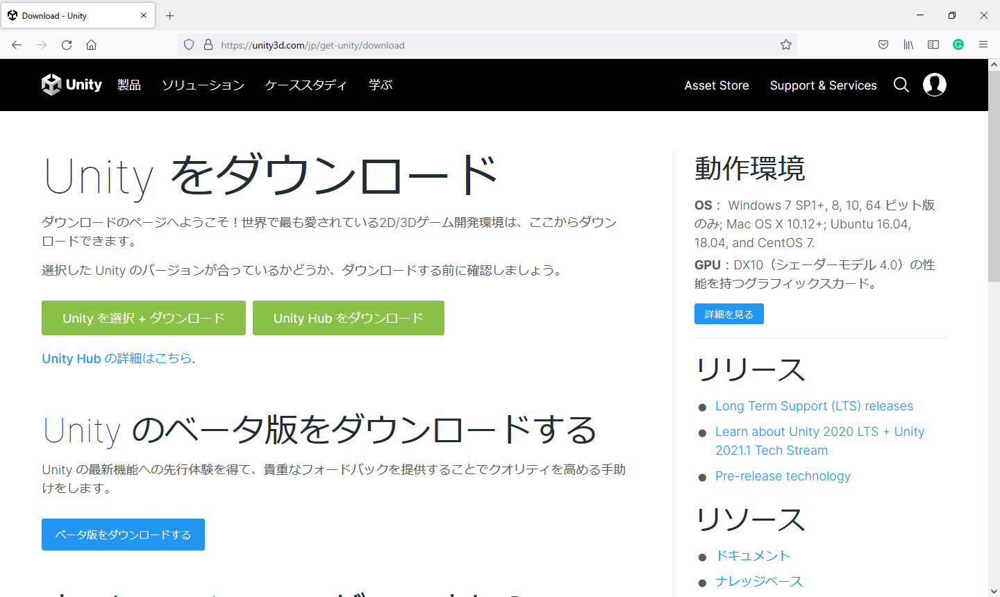 Download - Unity
https://unity3d.com/jp/get-unity/download
Unity 製品 ソリューション ケーススタディ 学ぶ Asset Store Support & Services
Unity をダウンロード
ダウンロードのページへようこそ！世界で最も愛されている2D/3Dゲーム開発環境は、ここからダウン
ロードできます。
選択した Unity のバージョンが合っているかどうか、ダウンロードする前に確認しましょう。
Unity を選択 + ダウンロード
Unity Hub をダウンロード
Unity Hub の詳細はこちら.
Unity のベータ版をダウンロードする
Unity の最新機能への先行体験を得て、貴重なフォードバックを提供することでクオリティを高める手助
けをします。
ベータ版をダウンロードする
動作環境
OS： Windows 7 SP1+, 8, 10, 64 ビット版
のみ; Mac OS X 10.12+; Ubuntu 16.04,
18.04, and CentOS 7.
GPU：DX10（シェーダーモデル 4.0）の性
能を持つグラフィックスカード。
詳細を見る
リリース
Long Term Support (LTS) releases
Learn about Unity 2020 LTS + Unity
2021.1 Tech Stream
Pre-release technology
リソース
ドキュメント
ナレッジベース